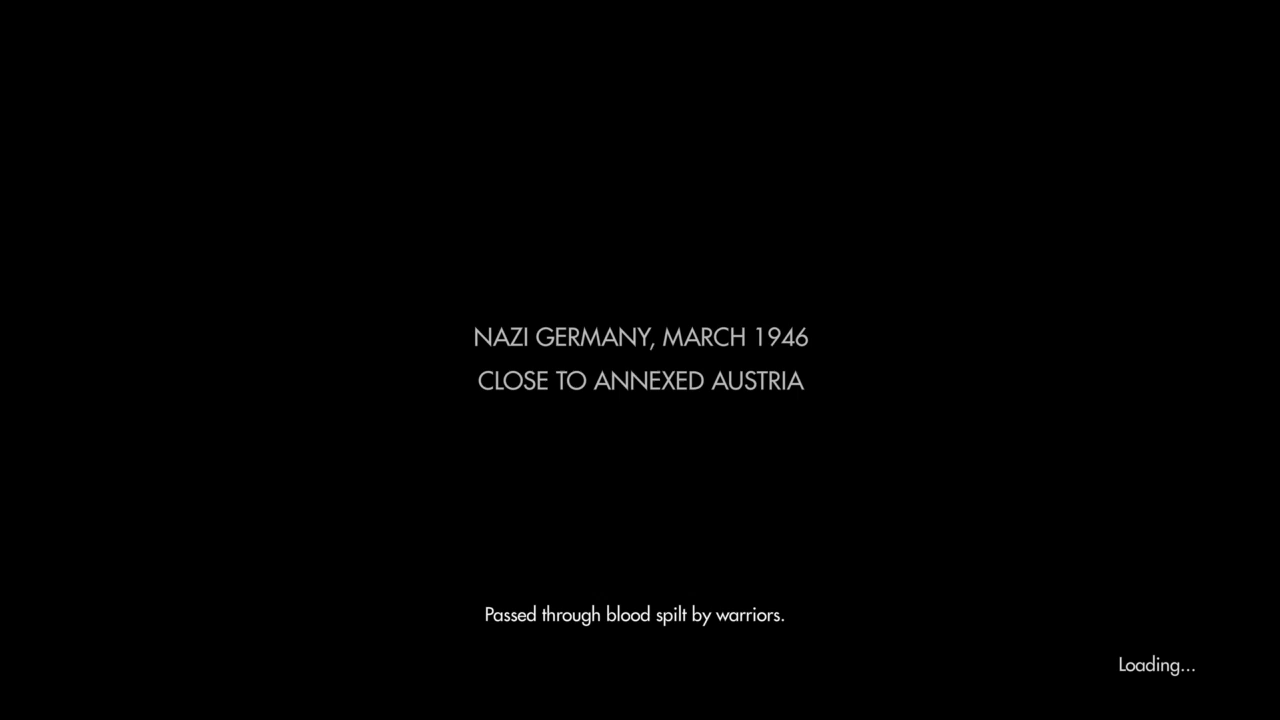 NAZI GERMANY, MARCH 1946
CLOSE TO ANNEXED AUSTRIA
Passed through blood spilt by warriors.
Loading...